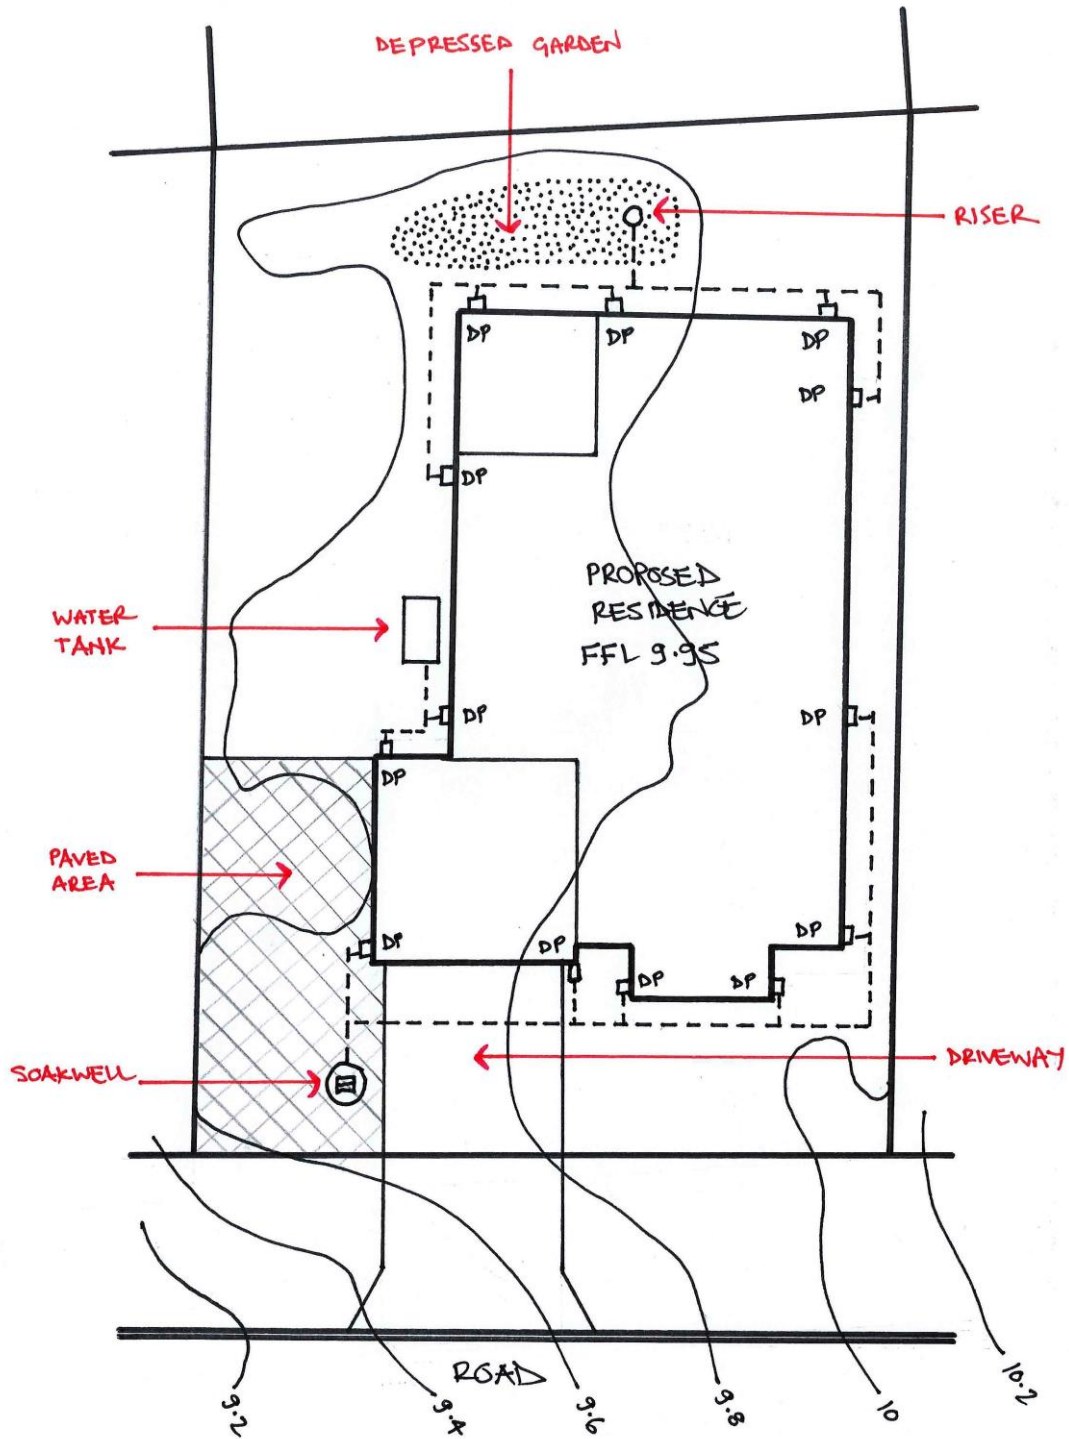 DEPRESSED GARDEN
RISER
DP
DP
DP
DP
DP
PROPOSED
RESIDENCE
FFL 9.95
WATER
TANK
DP
DP
DP
PAVED
AREA
DP
DP
DP
DP
DP
SOAKWELL
DRIVEWAY
ROAD
9.2
9.4
9.6
9.8
10
10.2